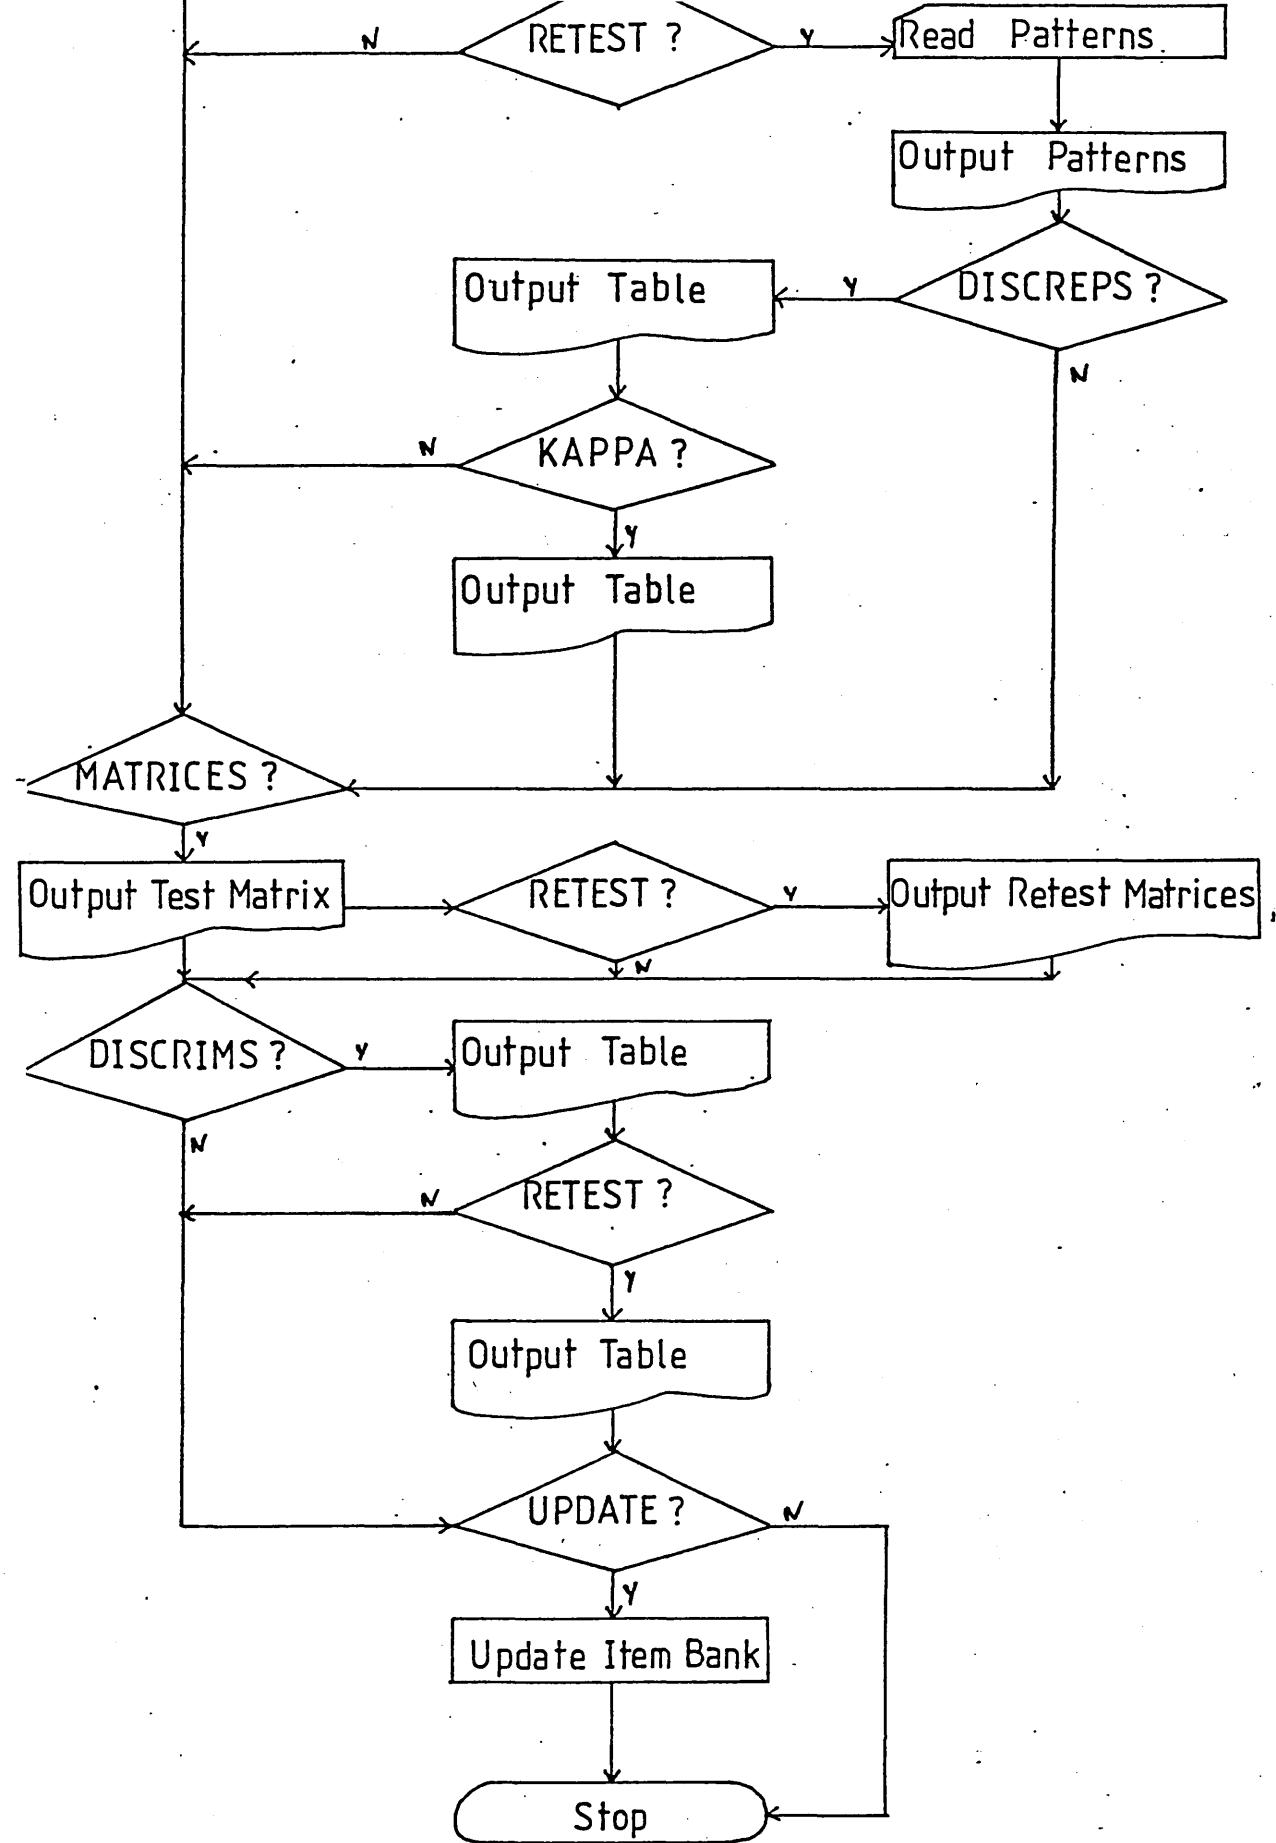 RETEST ?
N
Y
Read Patterns
Output Patterns
DISCREPS ?
Y
N
Output Table
KAPPA ?
N
Y
Output Table
MATRICES ?
Y
Output Test Matrix
RETEST ?
Y
N
Output Retest Matrices
DISCRIMS ?
Y
N
Output Table
RETEST ?
N
Y
Output Table
UPDATE ?
N
Y
Update Item Bank
Stop